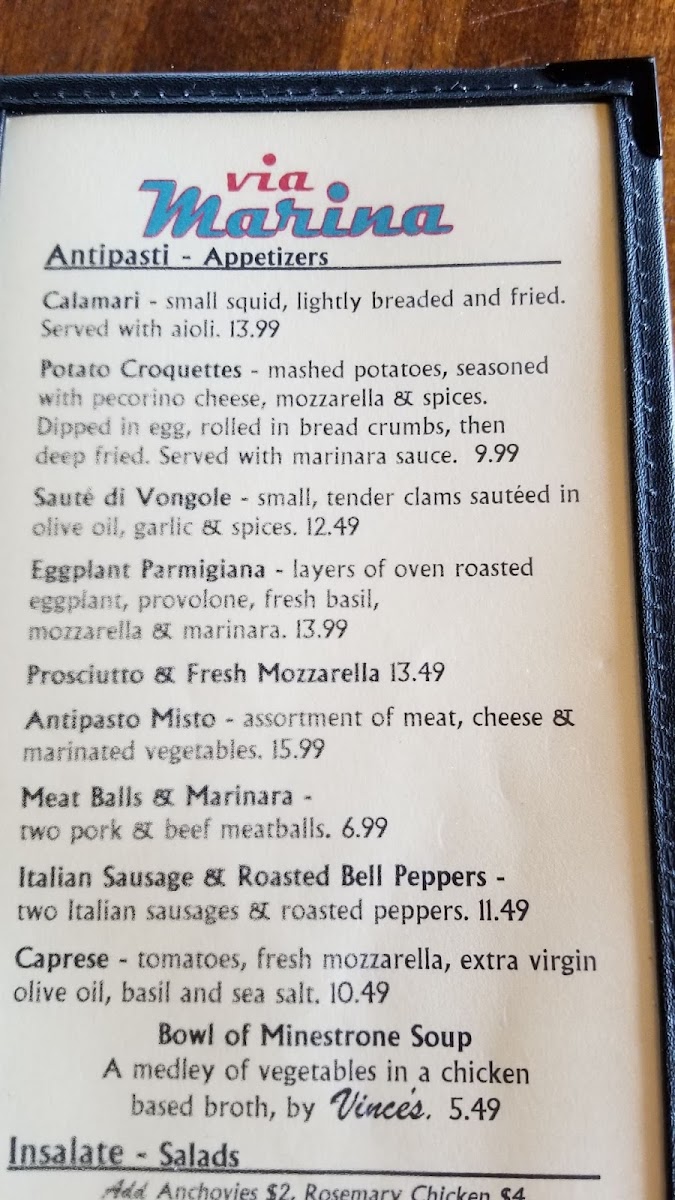 via
Marina
Antipasti - Appetizers
Calamari - small squid, lightly breaded and fried.
Served with aioli. 13.99
Potato Croquettes - mashed potatoes, seasoned
with pecorino cheese, mozzarella & spices.
Dipped in egg, rolled in bread crumbs, then
deep fried. Served with marinara sauce. 9.99
Sauté di Vongole - small, tender clams sautéed in
olive oil, garlic & spices. 12.49
Eggplant Parmigiana - layers of oven roasted
eggplant, provolone, fresh basil,
mozzarella & marinara. 13.99
Prosciutto & Fresh Mozzarella 13.49
Antipasto Misto - assortment of meat, cheese &
marinated vegetables. 15.99
Meat Balls & Marinara -
two pork & beef meatballs. 6.99
Italian Sausage & Roasted Bell Peppers -
two Italian sausages & roasted peppers. 11.49
Caprese - tomatoes, fresh mozzarella, extra virgin
olive oil, basil and sea salt. 10.49
Bowl of Minestrone Soup
A medley of vegetables in a chicken
based broth, by Vince's. 5.49
Insalate - Salads
Add Anchovies $2, Rosemary Chicken $4